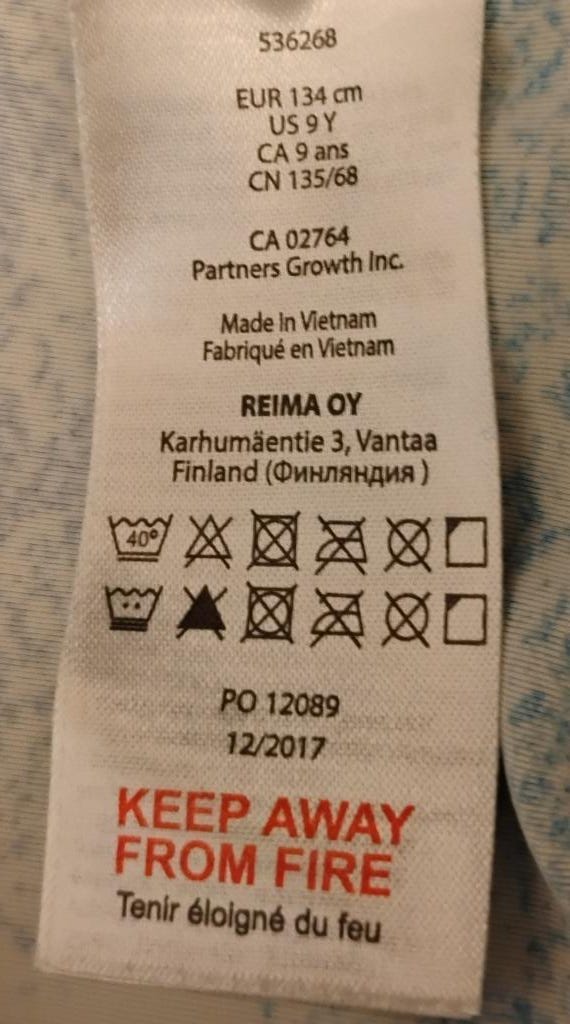 536268
EUR 134 cm
US 9 Y
CA 9 ans
CN 135/68
CA 02764
Partners Growth Inc.
Made In Vietnam
Fabriqué en Vietnam
REIMA OY
Karhumäentie 3, Vantaa
Finland (Финляндия )
40°
PO 12089
12/2017
KEEP AWAY
FROM FIRE
Tenir éloigné du feu